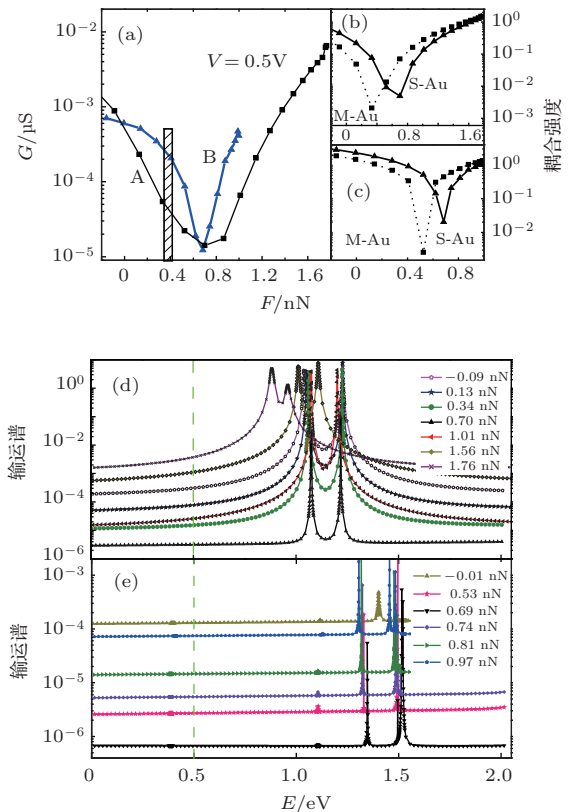 (a)
V = 0.5V
A
B
10⁻²
10⁻³
10⁻⁴
10⁻⁵
G/μS
0
0.4
0.8
1.2
1.6
F/nN
(b)
M-Au
S-Au
10⁰
10⁻¹
10⁻²
10⁻³
0
0.4
0.8
1.2
1.6
耦合强度
(c)
M-Au
S-Au
10⁰
10⁻¹
10⁻²
0
0.4
0.8
(d)
10⁰
10⁻²
10⁻⁴
10⁻⁶
输运谱
−0.09 nN
0.13 nN
0.34 nN
0.70 nN
1.01 nN
1.56 nN
1.76 nN
(e)
10⁻³
10⁻⁴
10⁻⁵
10⁻⁶
输运谱
−0.01 nN
0.53 nN
0.69 nN
0.74 nN
0.81 nN
0.97 nN
0
0.5
1.0
1.5
2.0
E/eV